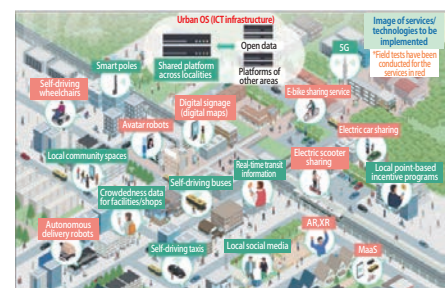 Urban OS (ICT infrastructure)
Shared platform
across localities
Open data
Platforms of
other areas
Image of services/
technologies to be
implemented
*Field tests have been
conducted for the
services in red
5G
Smart poles
Self-driving
wheelchairs
Digital signage
(digital maps)
E-bike sharing service
Avatar robots
Electric car sharing
Local community spaces
Real-time transit
information
Electric scooter
sharing
Local point-based
incentive programs
Crowdedness data
for facilities/shops
Self-driving buses
Autonomous
delivery robots
Self-driving taxis
Local social media
AR,XR
MaaS